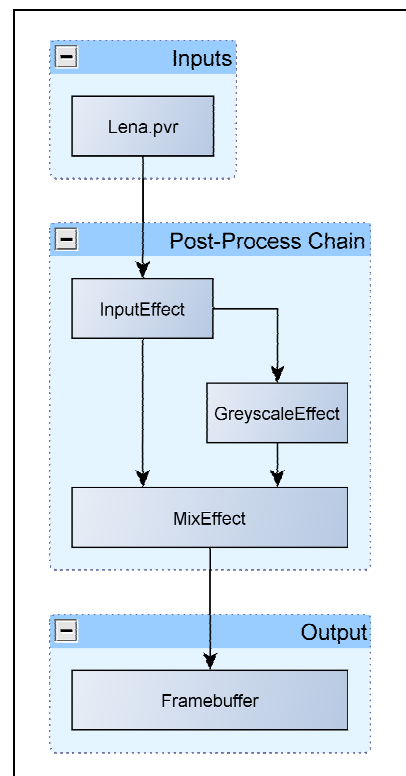 Inputs
Lena.pvr
Post-Process Chain
InputEffect
GreyscaleEffect
MixEffect
Output
Framebuffer